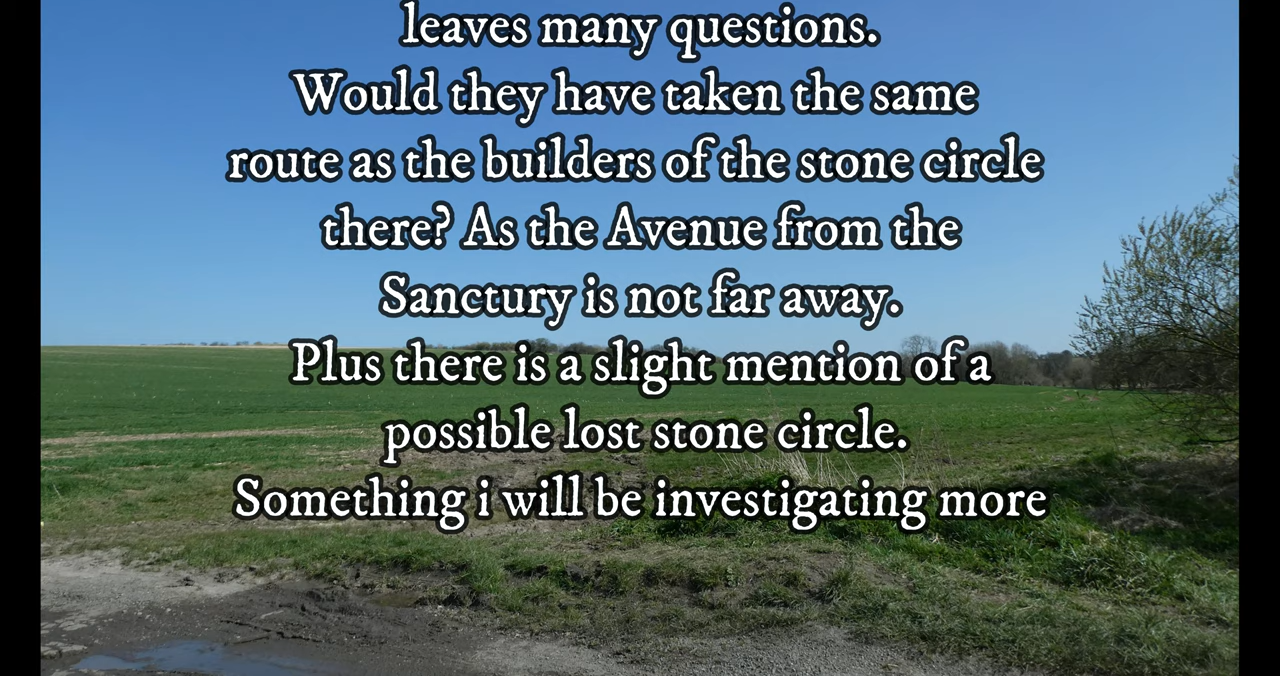 leaves many questions.
Would they have taken the same
route as the builders of the stone circle
there? As the Avenue from the
Sanctury is not far away.
Plus there is a slight mention of a
possible lost stone circle.
Something i will be investigating more